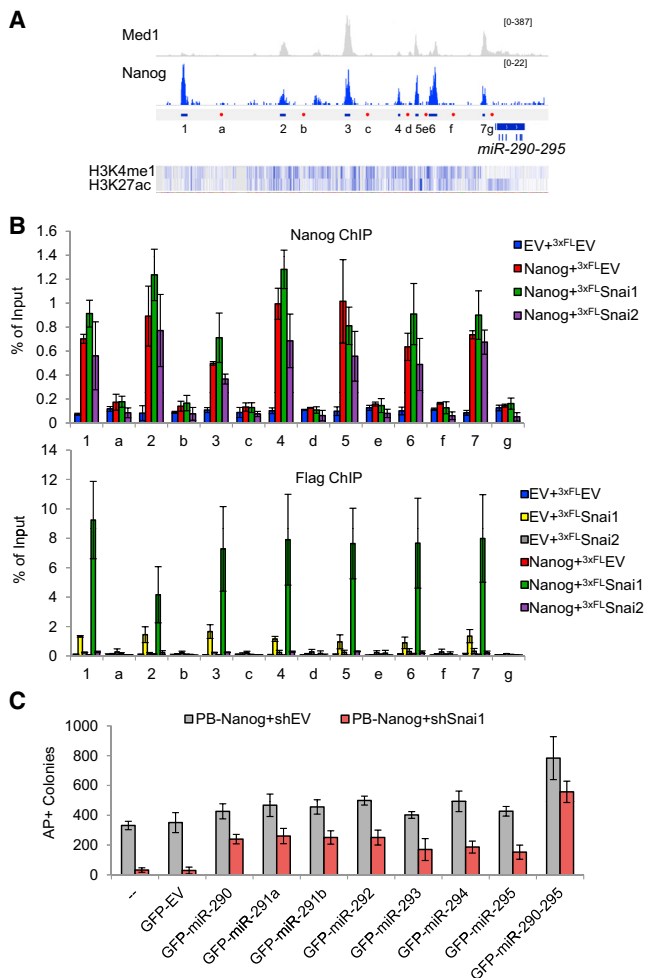 A
Med1
[0-387]
Nanog
[0-22]
1 a 2 b 3 c 4 d 5 e 6 f 7 g
miR-290-295
H3K4me1
H3K27ac
B
Nanog ChIP
% of Input
1.6
1.4
1.2
1
0.8
0.6
0.4
0.2
0
1 a 2 b 3 c 4 d 5 e 6 f 7 g
EV+3xFLEV
Nanog+3xFLEV
Nanog+3xFLSnai1
Nanog+3xFLSnai2
Flag ChIP
% of Input
14
12
10
8
6
4
2
0
1 a 2 b 3 c 4 d 5 e 6 f 7 g
EV+3xFLEV
EV+3xFLSnai1
EV+3xFLSnai2
Nanog+3xFLEV
Nanog+3xFLSnai1
Nanog+3xFLSnai2
C
PB-Nanog+shEV PB-Nanog+shSnai1
AP+ Colonies
1000
800
600
400
200
0
--
GFP-EV
GFP-miR-290
GFP-miR-291a
GFP-miR-291b
GFP-miR-292
GFP-miR-293
GFP-miR-294
GFP-miR-295
GFP-miR-290-295